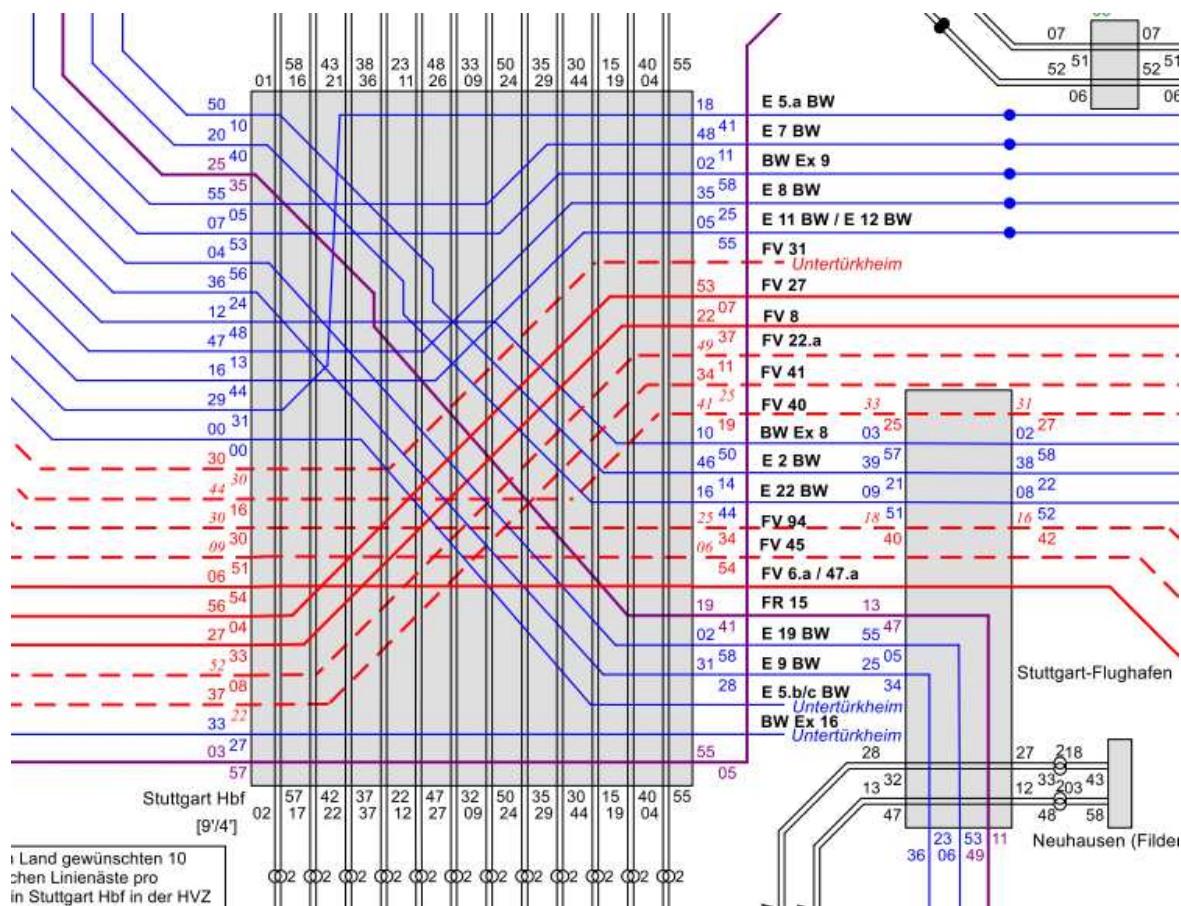 58 43 38 23 48 33 50 35 30 15 40 55
01 16 21 36 11 26 09 24 29 44 19 04
07 07
51 51
52 52
06 06
50 18 E 5.a BW
10 41
20 48 E 7 BW
40 11
25 02 BW Ex 9
35 58
55 35 E 8 BW
05 25
07 05 E 11 BW / E 12 BW
53 55
04 FV 31
56 Untertürkheim
36 53 FV 27
24 07
12 22 FV 8
48 37
47 49 FV 22.a
13 11
16 34 FV 41
44 25
29 41 FV 40 33 31
31 19 25 27
00 10 BW Ex 8 03 02
00 50 57 58
30 46 E 2 BW 39 38
30 14 21 22
44 16 E 22 BW 09 08
16 44 51 52
30 25 FV 94 18 16
30 34 40 42
09 06 FV 45
51 54
06 FV 6.a / 47.a
54
56 19 FR 15 13
04 41 47
27 02 E 19 BW 55
33 58 05
52 31 E 9 BW 25
08 28 34
Stuttgart-Flughafen
37 E 5.b/c BW
22 Untertürkheim
33 BW Ex 16
27 Untertürkheim
03 55
57 05
28 27 218
32 33 43
13 12 203
47 48 58
Stuttgart Hbf
[9'/4']
57 42 37 22 47 32 50 35 30 15 40 55
02 17 22 37 12 27 09 24 29 44 19 04
Neuhausen (Filder
23 53 11
36 06 49
Land gewünschten 10
chen Linienäste pro
in Stuttgart Hbf in der HVZ
2 2 2 2 2 2 2 2 2 2 2 2